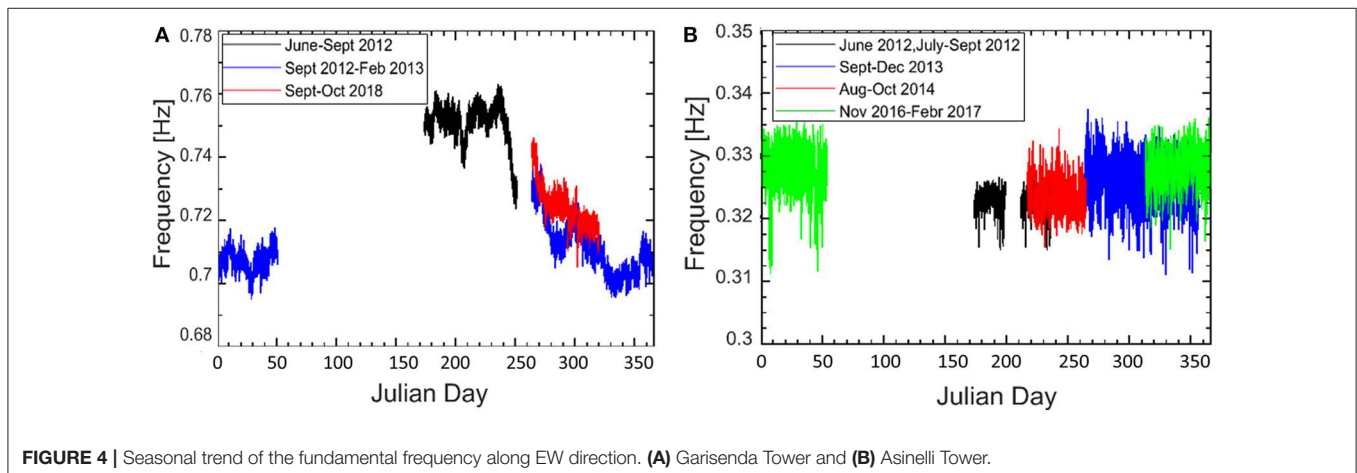 A
June-Sept 2012
Sept 2012-Feb 2013
Sept-Oct 2018
Frequency [Hz]
0.78
0.76
0.74
0.72
0.7
0.68
0 50 100 150 200 250 300 350
Julian Day
B
June 2012,July-Sept 2012
Sept-Dec 2013
Aug-Oct 2014
Nov 2016-Febr 2017
Frequency [Hz]
0.35
0.34
0.33
0.32
0.31
0.3
0 50 100 150 200 250 300 350
Julian Day
FIGURE 4 | Seasonal trend of the fundamental frequency along EW direction. (A) Garisenda Tower and (B) Asinelli Tower.